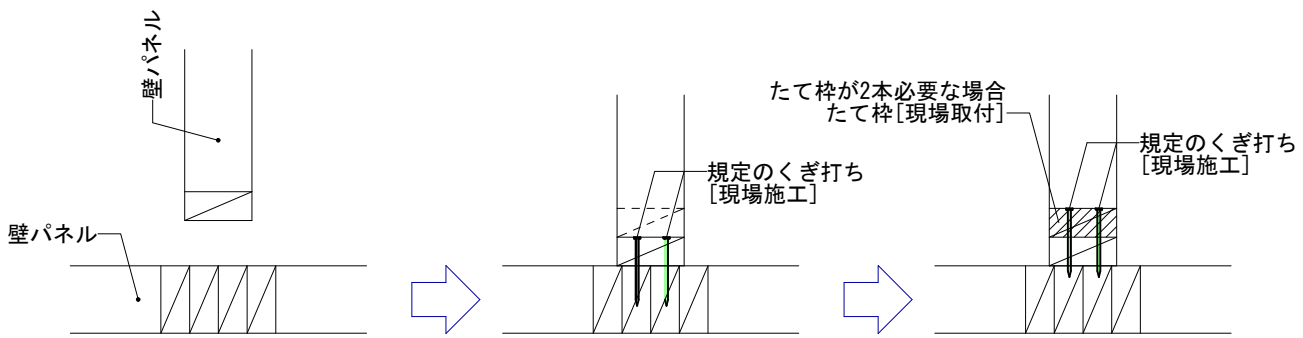 壁パネル
壁パネル
規定のくぎ打ち
[現場施工]
たて枠が2本必要な場合
たて枠[現場取付]
規定のくぎ打ち
[現場施工]